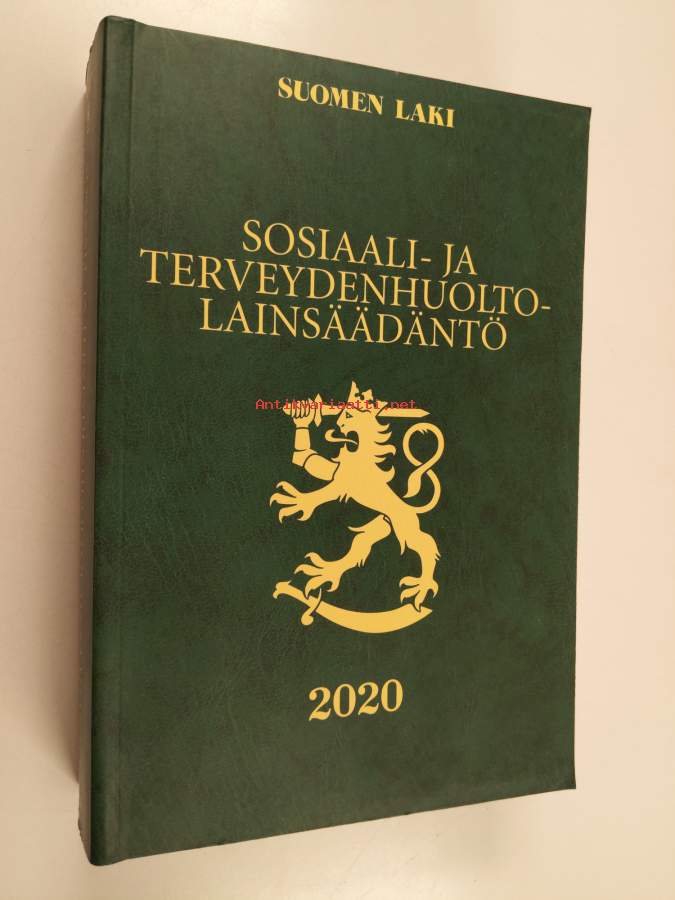 SUOMEN LAKI
SOSIAALI- JA
TERVEYDENHUOLTO-
LAINSÄÄDÄNTÖ
Antikvariaatti.net
2020